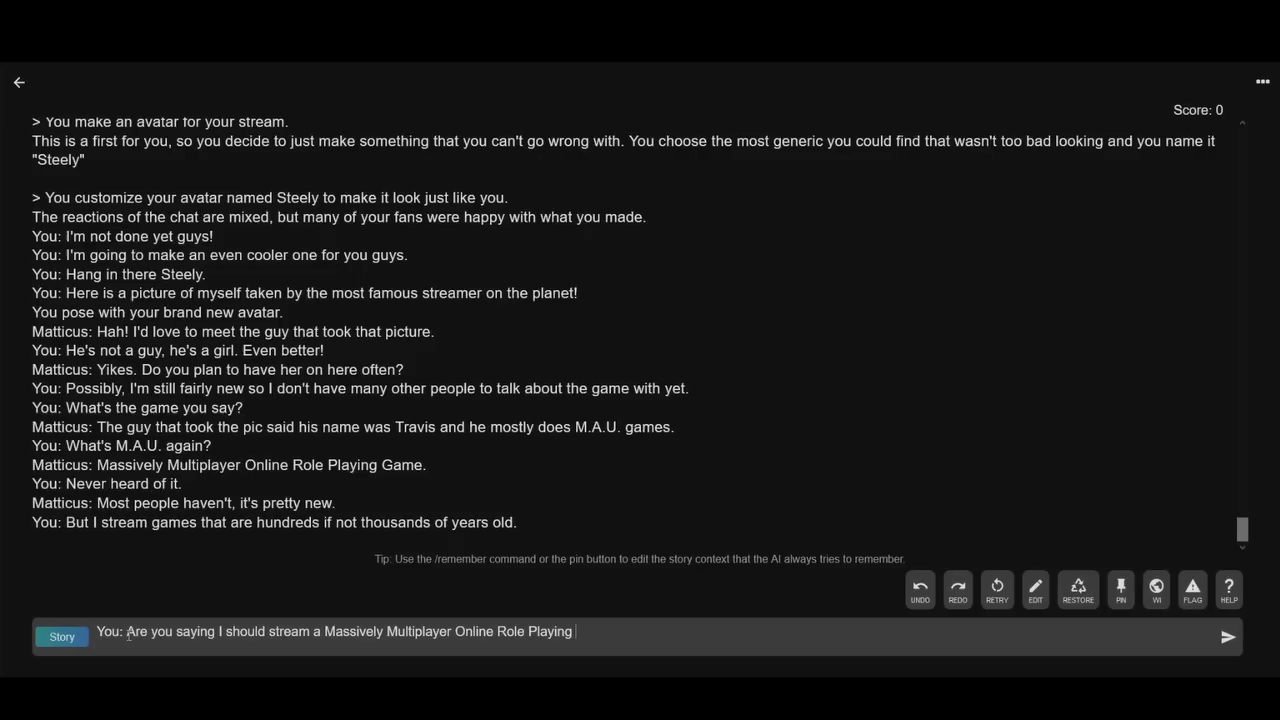 Score: 0
> You make an avatar for your stream.
This is a first for you, so you decide to just make something that you can't go wrong with. You choose the most generic you could find that wasn't too bad looking and you name it
"Steely"
> You customize your avatar named Steely to make it look just like you.
The reactions of the chat are mixed, but many of your fans were happy with what you made.
You: I'm not done yet guys!
You: I'm going to make an even cooler one for you guys.
You: Hang in there Steely.
You: Here is a picture of myself taken by the most famous streamer on the planet!
You pose with your brand new avatar.
Matticus: Hah! I'd love to meet the guy that took that picture.
You: He's not a guy, he's a girl. Even better!
Matticus: Yikes. Do you plan to have her on here often?
You: Possibly, I'm still fairly new so I don't have many other people to talk about the game with yet.
You: What's the game you say?
Matticus: The guy that took the pic said his name was Travis and he mostly does M.A.U. games.
You: What's M.A.U. again?
Matticus: Massively Multiplayer Online Role Playing Game.
You: Never heard of it.
Matticus: Most people haven't, it's pretty new.
You: But I stream games that are hundreds if not thousands of years old.
Tip: Use the /remember command or the pin button to edit the story context that the AI always tries to remember.
UNDO REDO RETRY EDIT RESTORE PIN WI FLAG HELP
Story You: Are you saying I should stream a Massively Multiplayer Online Role Playing